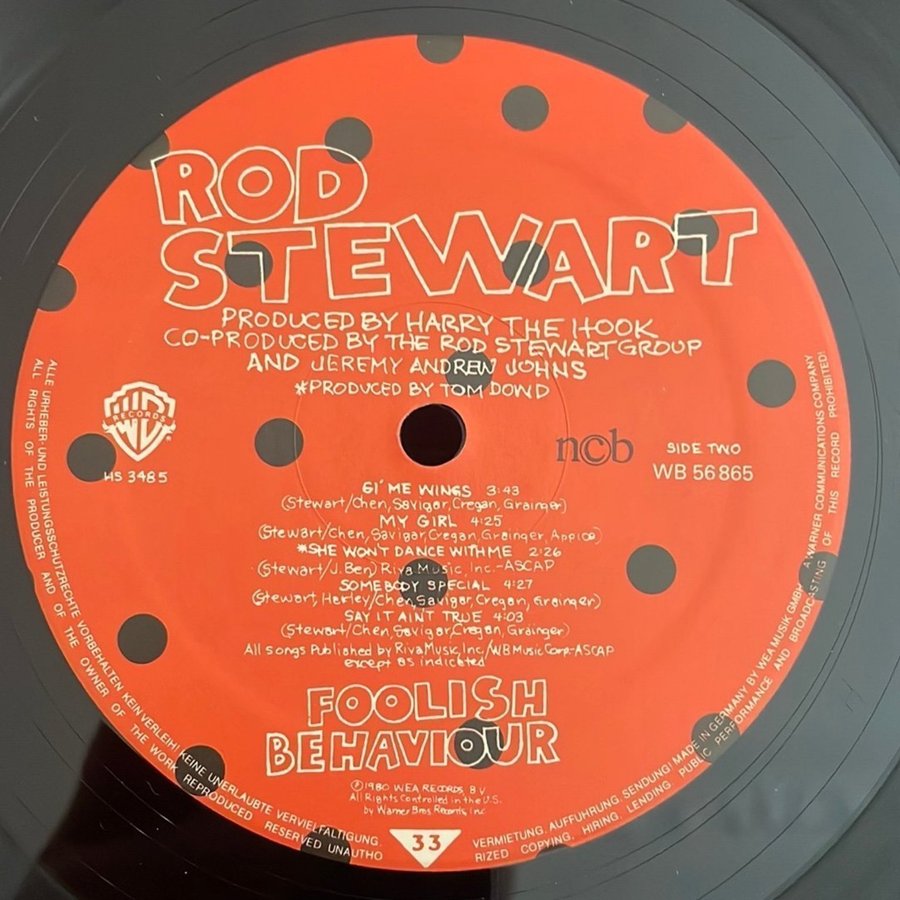 ROD
STEWART
PRODUCED BY HARRY THE HOOK
CO-PRODUCED BY THE ROD STEWART GROUP
AND JEREMY ANDREW JOHNS
*PRODUCED BY TOM DOWD
WB
RECORDS
®
HS 3485
n©b
SIDE TWO
WB 56 865
GI' ME WINGS 3:43
(Stewart/Chen, Savigar, Cregan, Grainger)
MY GIRL 4:25
(Stewart/Chen, Savigar, Cregan, Grainger, Appice)
*SHE WON'T DANCE WITH ME 2:26
(Stewart/J. Ben) Riva Music, Inc.-ASCAP
SOMEBODY SPECIAL 4:27
(Stewart, Harley/Chen, Savigar, Cregan, Grainger)
SAY IT AINT TRUE 4:03
(Stewart/Chen, Savigar, Cregan, Grainger)
All songs Published by Riva Music, Inc./WB Music Corp.-ASCAP
except as indicated
FOOLISH
BEHAVIOUR
℗ 1980 WEA RECORDS, B.V.
All Rights Controlled in the U.S.
by Warner Bros Records, Inc
33
ALLE URHEBER- UND LEISTUNGSSCHUTZRECHTE VORBEHALTEN KEIN VERLEIH! KEINE UNERLAUBTE VERVIELFÄLTIGUNG, VERMIETUNG, AUFFÜHRUNG, SENDUNG! MADE IN GERMANY BY WEA MUSIK GMBH, A WARNER COMMUNICATIONS COMPANY
ALL RIGHTS OF THE PRODUCER AND OF THE OWNER OF THE WORK REPRODUCED RESERVED UNAUTHORIZED COPYING, HIRING, LENDING, PUBLIC PERFORMANCE AND BROADCASTING OF THIS RECORD PROHIBITED!